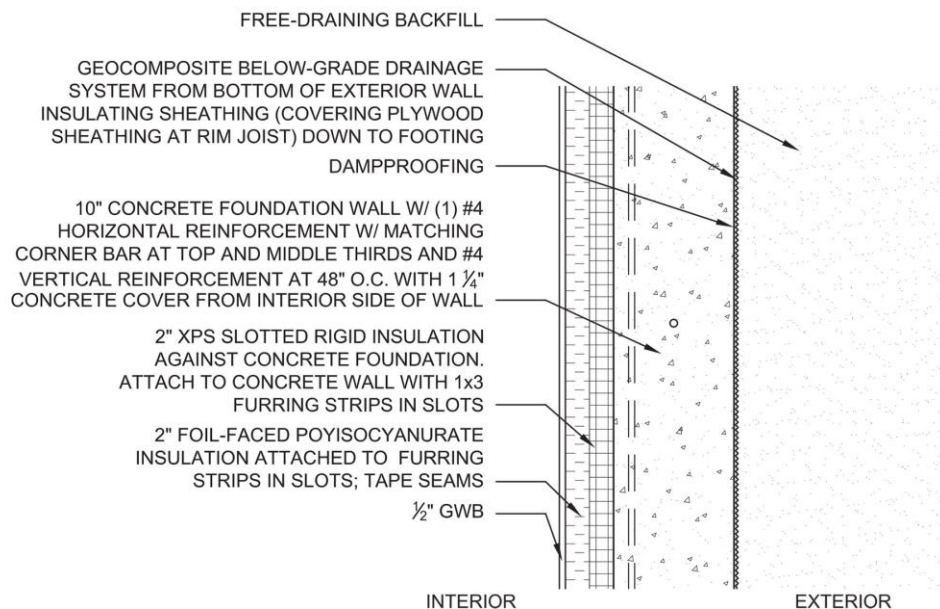 FREE-DRAINING BACKFILL
GEOCOMPOSITE BELOW-GRADE DRAINAGE
SYSTEM FROM BOTTOM OF EXTERIOR WALL
INSULATING SHEATHING (COVERING PLYWOOD
SHEATHING AT RIM JOIST) DOWN TO FOOTING
DAMPPROOFING
10" CONCRETE FOUNDATION WALL W/ (1) #4
HORIZONTAL REINFORCEMENT W/ MATCHING
CORNER BAR AT TOP AND MIDDLE THIRDS AND #4
VERTICAL REINFORCEMENT AT 48" O.C. WITH 1 ¼"
CONCRETE COVER FROM INTERIOR SIDE OF WALL
2" XPS SLOTTED RIGID INSULATION
AGAINST CONCRETE FOUNDATION.
ATTACH TO CONCRETE WALL WITH 1x3
FURRING STRIPS IN SLOTS
2" FOIL-FACED POYISOCYANURATE
INSULATION ATTACHED TO FURRING
STRIPS IN SLOTS; TAPE SEAMS
½" GWB
INTERIOR
EXTERIOR